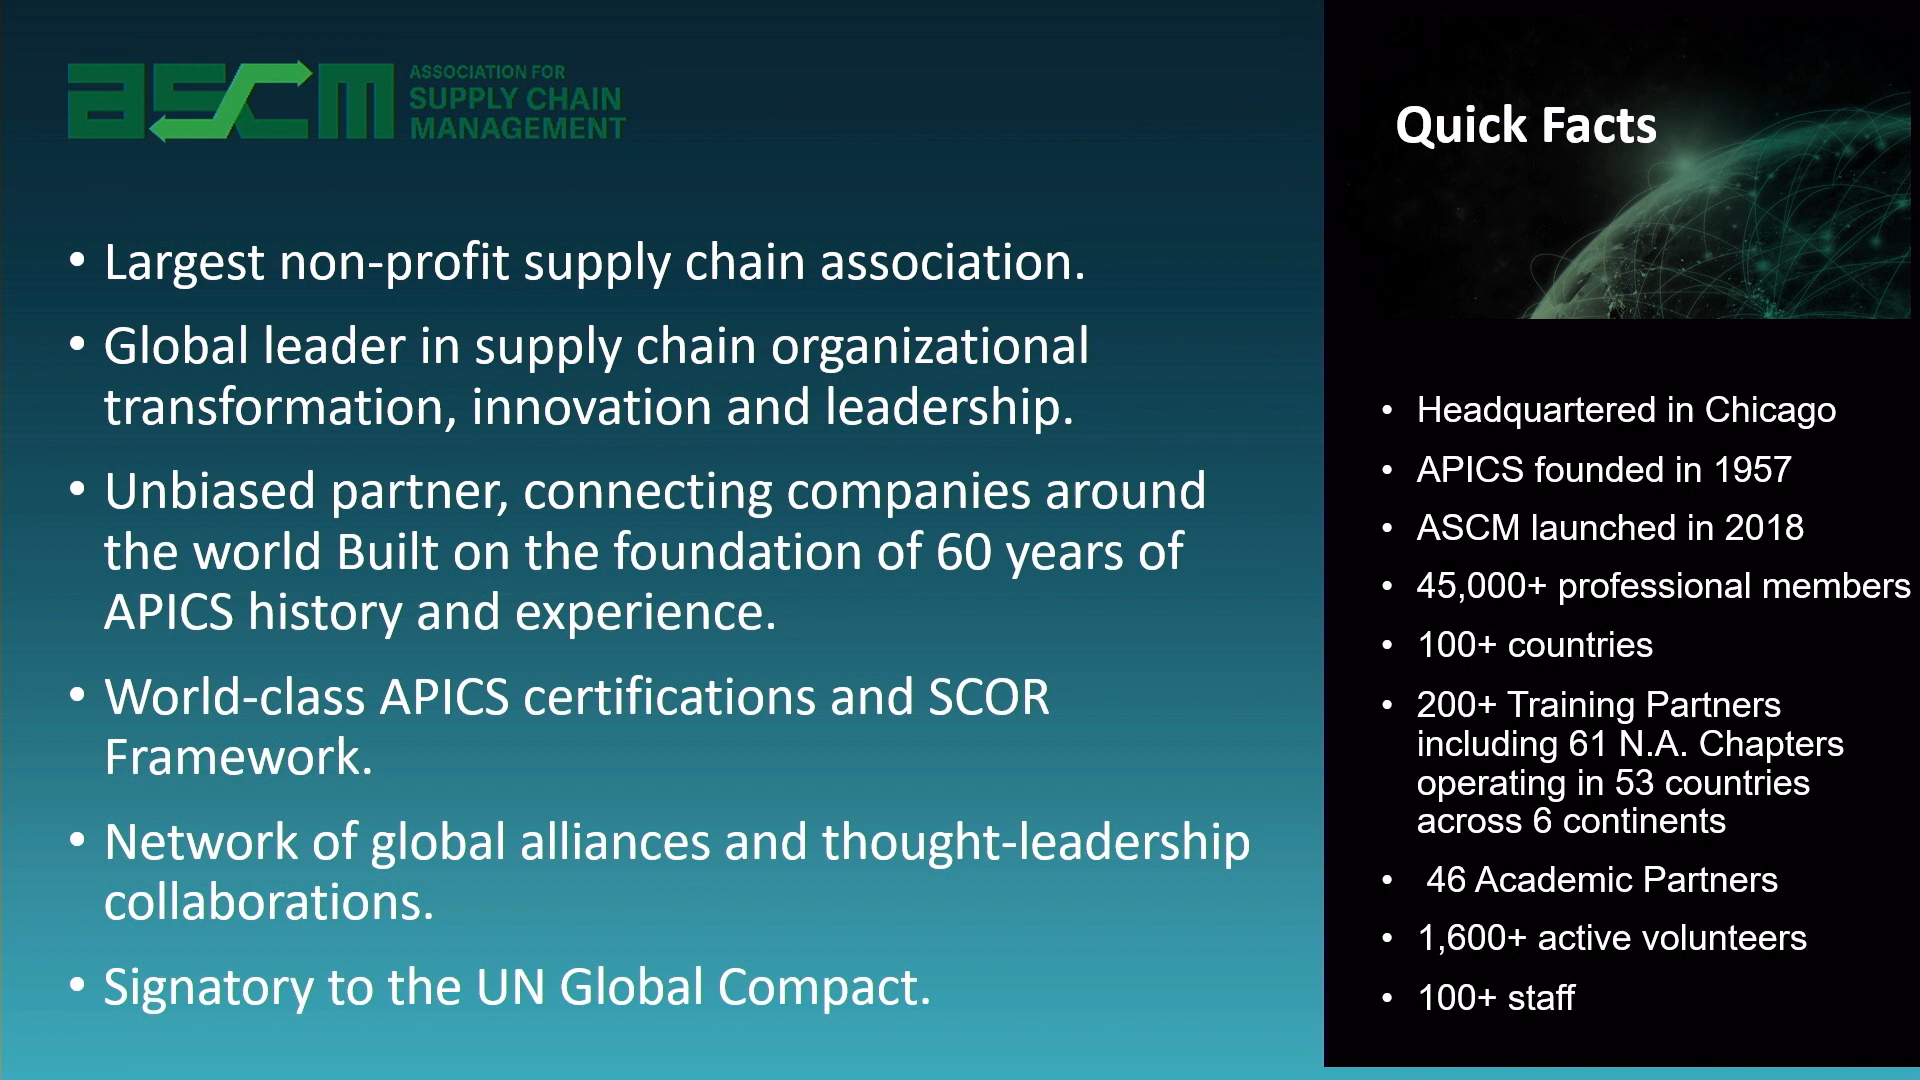 ascm
ASSOCIATION FOR
SUPPLY CHAIN
MANAGEMENT
• Largest non-profit supply chain association.
• Global leader in supply chain organizational
transformation, innovation and leadership.
• Unbiased partner, connecting companies around
the world Built on the foundation of 60 years of
APICS history and experience.
• World-class APICS certifications and SCOR
Framework.
• Network of global alliances and thought-leadership
collaborations.
• Signatory to the UN Global Compact.
Quick Facts
• Headquartered in Chicago
• APICS founded in 1957
• ASCM launched in 2018
• 45,000+ professional members
• 100+ countries
• 200+ Training Partners
including 61 N.A. Chapters
operating in 53 countries
across 6 continents
• 46 Academic Partners
• 1,600+ active volunteers
• 100+ staff